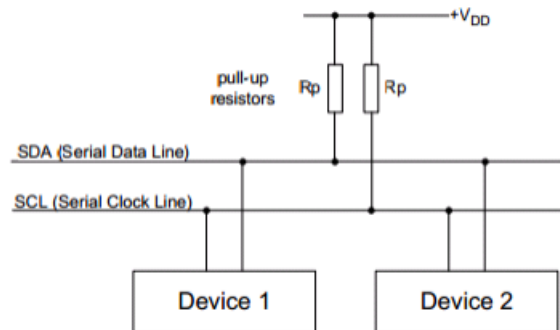 +VDD
pull-up
resistors
Rp
Rp
SDA (Serial Data Line)
SCL (Serial Clock Line)
Device 1
Device 2